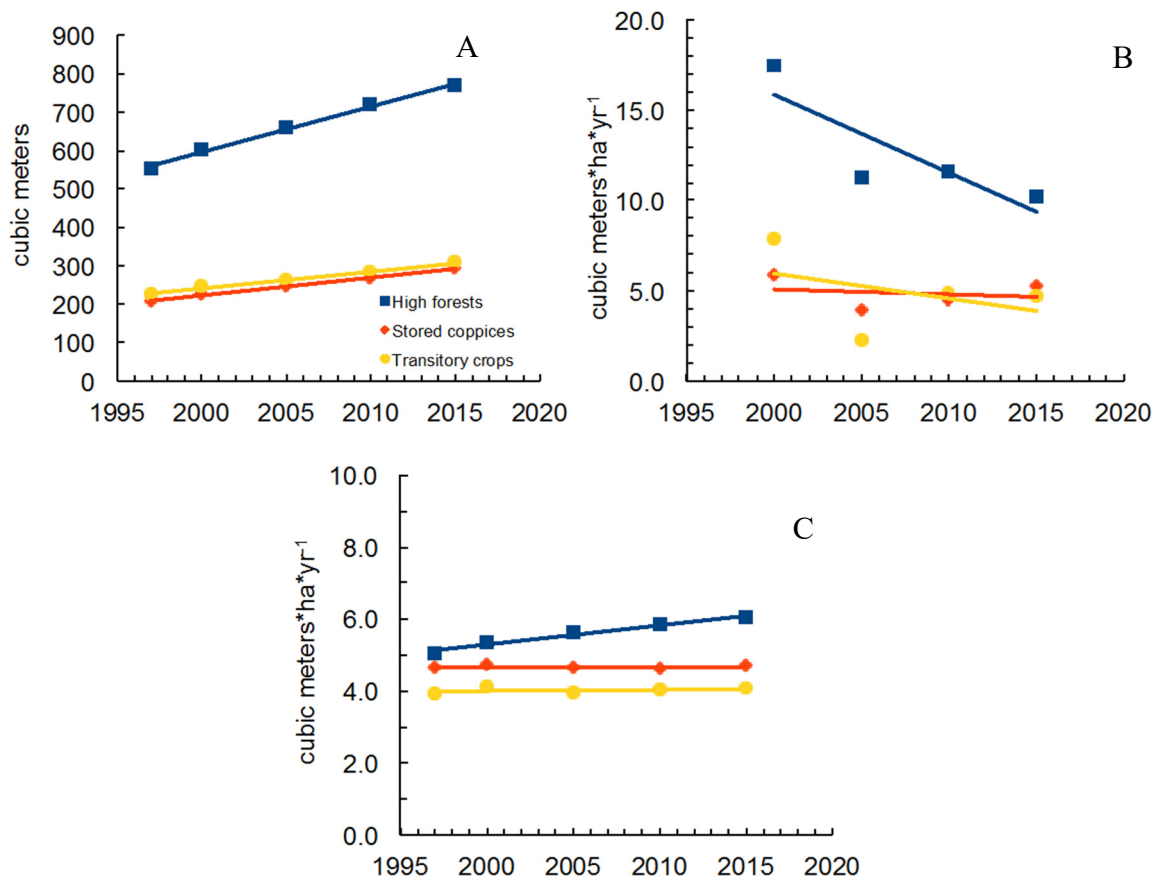 A
cubic meters
900
800
700
600
500
400
300
200
100
0
1995 2000 2005 2010 2015 2020
High forests
Stored coppices
Transitory crops
B
cubic meters*ha*yr⁻¹
20.0
15.0
10.0
5.0
0.0
1995 2000 2005 2010 2015 2020
C
cubic meters*ha*yr⁻¹
10.0
8.0
6.0
4.0
2.0
0.0
1995 2000 2005 2010 2015 2020